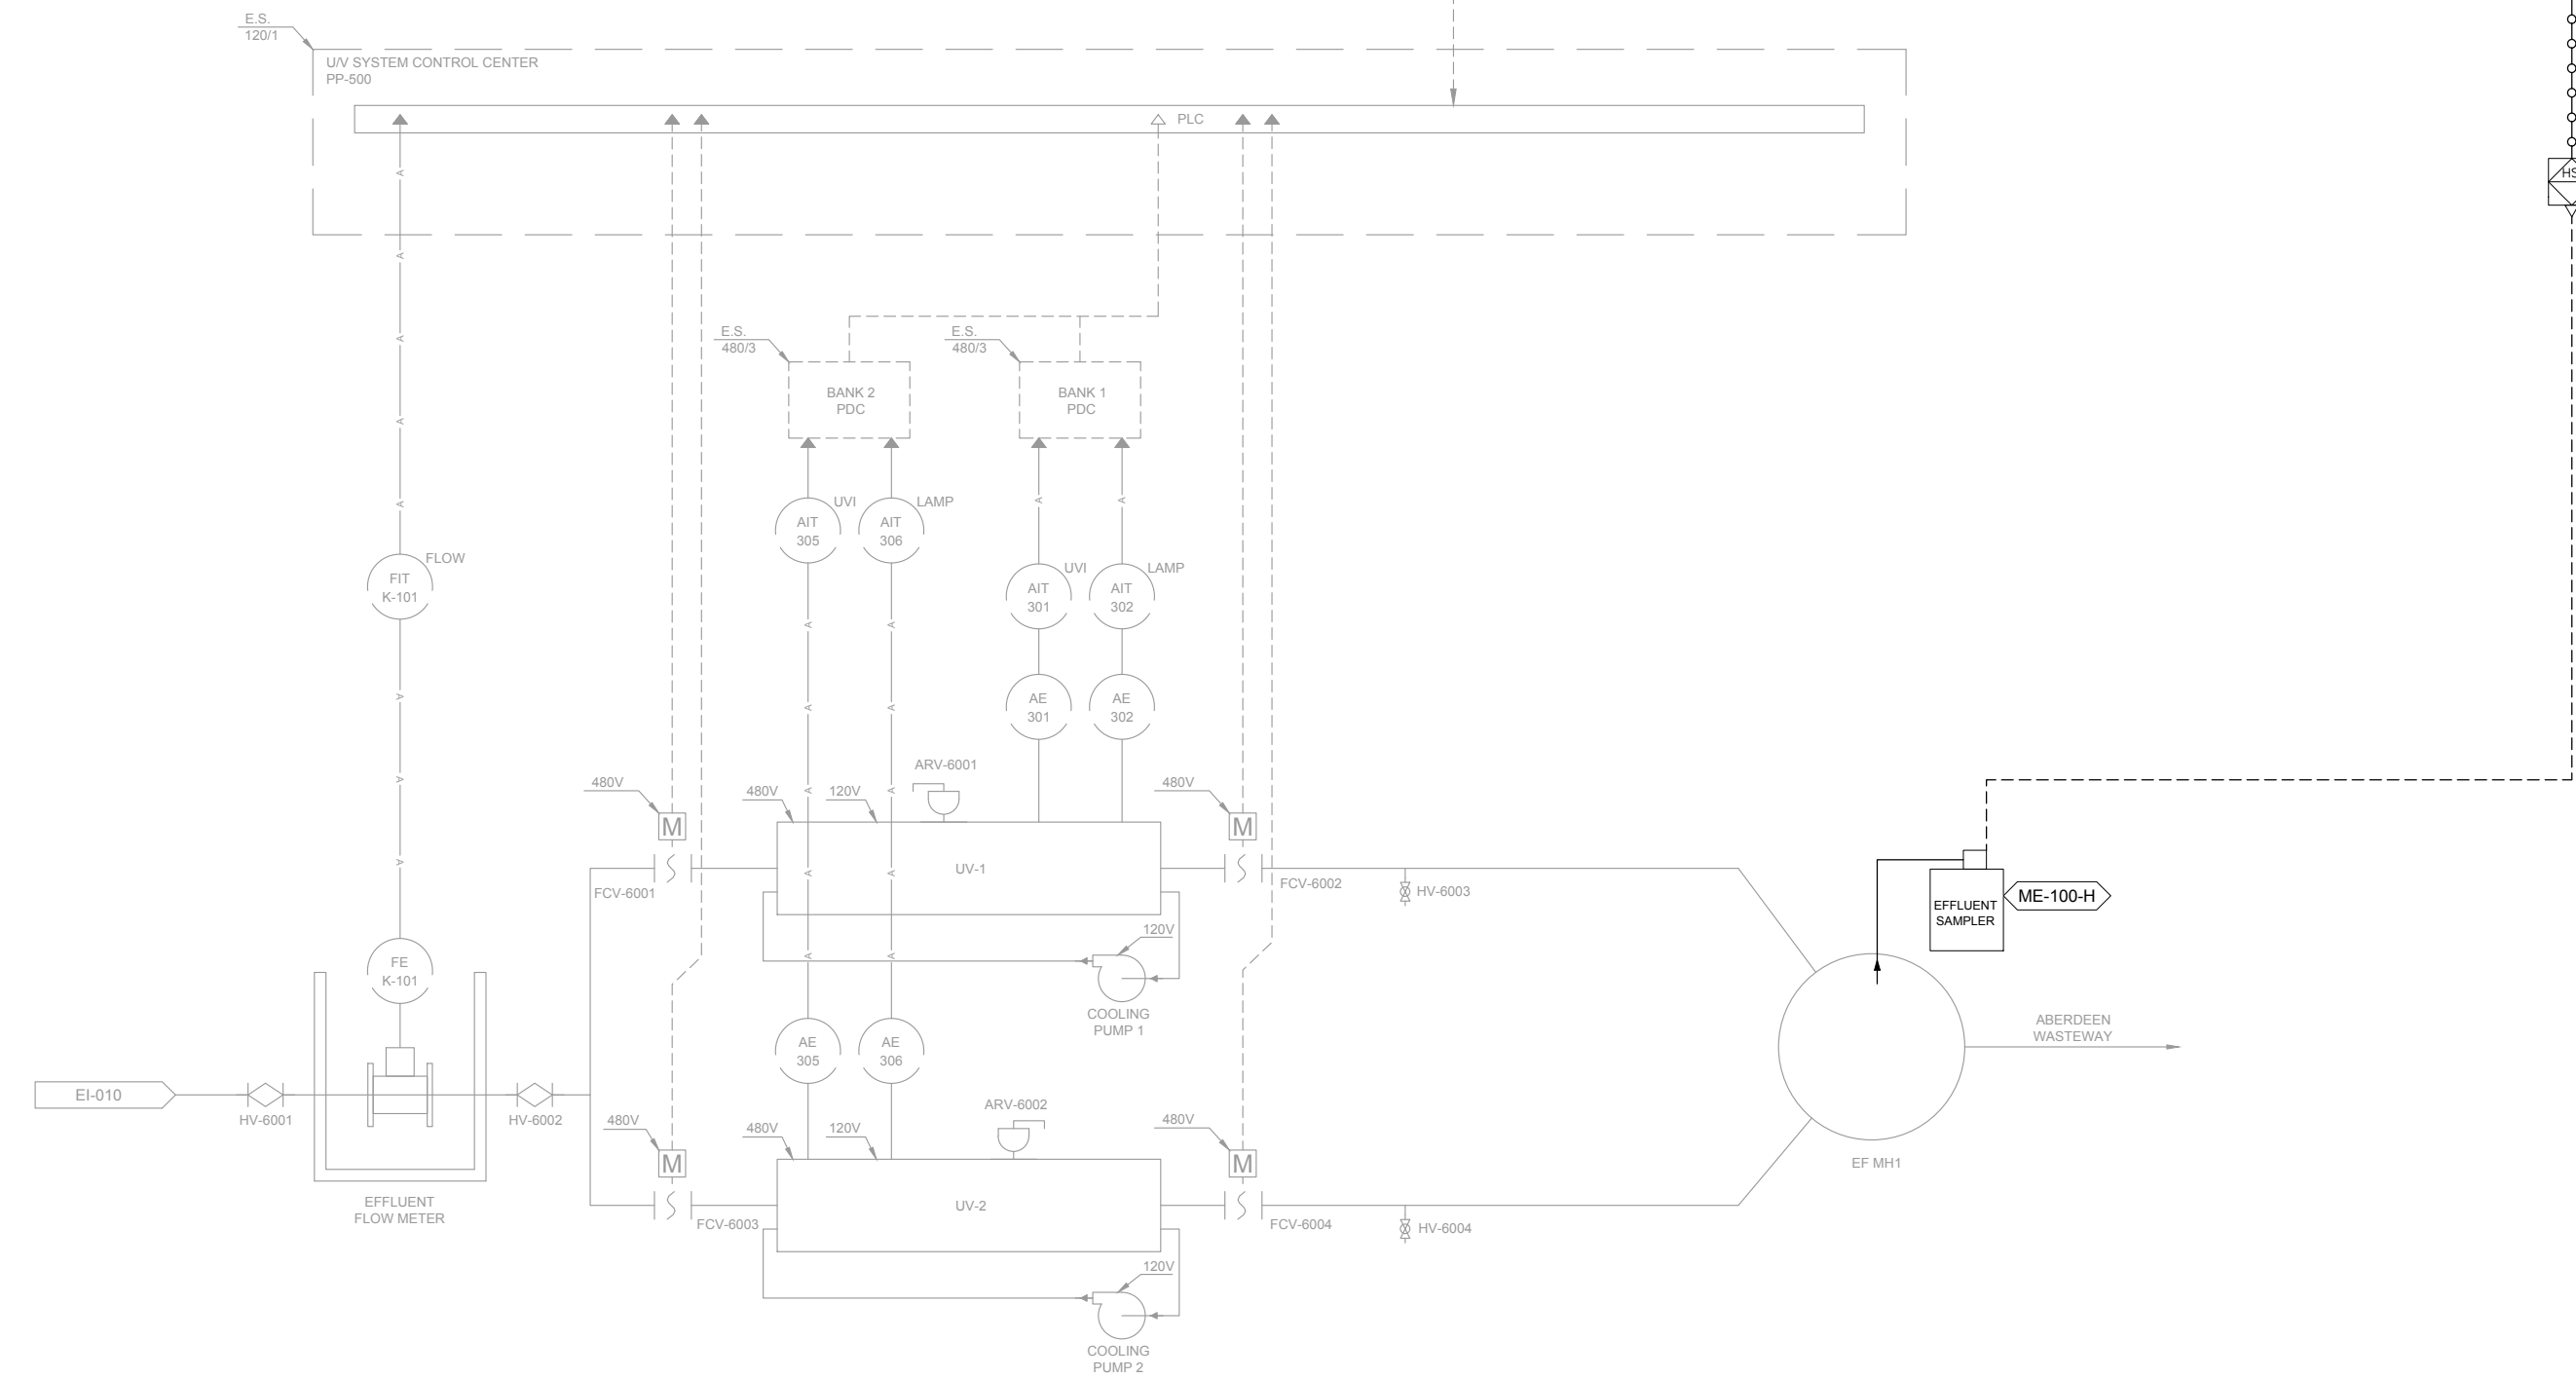 E.S.
120/1
U/V SYSTEM CONTROL CENTER
PP-500
PLC
HS
E.S.
480/3
E.S.
480/3
BANK 2
PDC
BANK 1
PDC
A
A
A
A
A
A
A
UVI
LAMP
AIT
305
AIT
306
FLOW
FIT
K-101
UVI
LAMP
AIT
301
AIT
302
A
A
A
A
AE
301
AE
302
A
A
A
ARV-6001
480V
480V
120V
480V
A
A
A
M
M
UV-1
A
A
A
FCV-6001
FCV-6002
HV-6003
EFFLUENT
SAMPLER
ME-100-H
120V
A
A
FE
K-101
COOLING
PUMP 1
AE
305
AE
306
ABERDEEN
WASTEWAY
EI-010
HV-6001
HV-6002
ARV-6002
480V
480V
120V
480V
M
M
EF MH1
EFFLUENT
FLOW METER
UV-2
FCV-6003
FCV-6004
HV-6004
120V
COOLING
PUMP 2